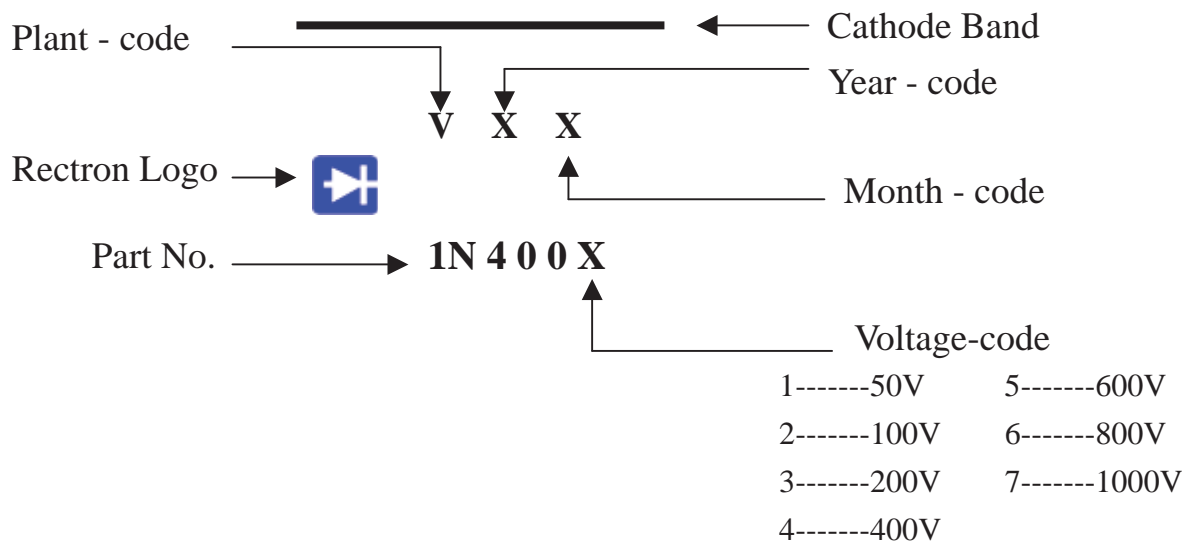 Plant - code
Cathode Band
Year - code
V X X
Rectron Logo
Month - code
Part No.
1N 4 0 0 X
Voltage-code
1-------50V 5-------600V
2-------100V 6-------800V
3-------200V 7-------1000V
4-------400V